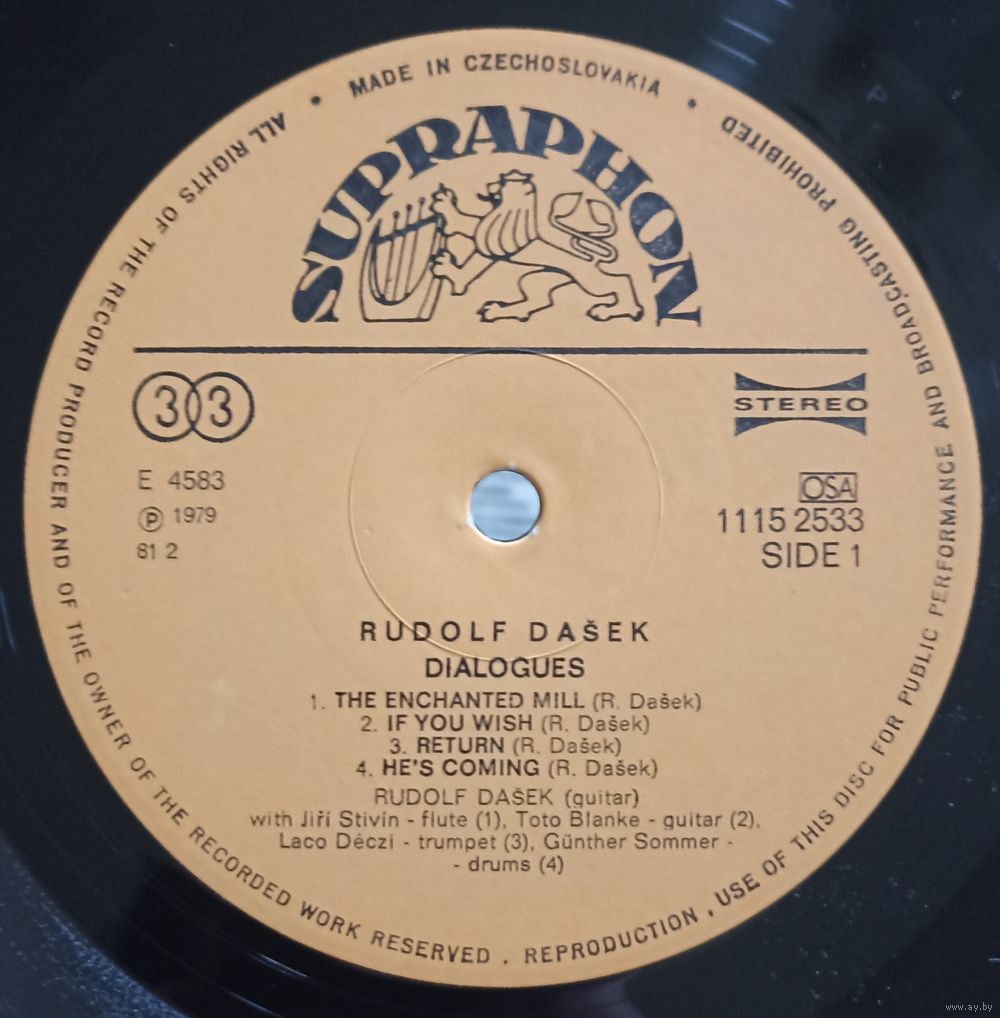 ALL RIGHTS OF THE RECORD PRODUCER AND OF THE OWNER OF THE RECORDED WORK RESERVED . REPRODUCTION , USE OF THIS DISC FOR PUBLIC PERFORMANCE AND BROADCASTING PROHIBITED
• MADE IN CZECHOSLOVAKIA •
SUPRAPHON
33
STEREO
E 4583
Ⓟ 1979
81 2
OSA
1115 2533
SIDE 1
RUDOLF DAŠEK
DIALOGUES
1. THE ENCHANTED MILL (R. Dašek)
2. IF YOU WISH (R. Dašek)
3. RETURN (R. Dašek)
4. HE'S COMING (R. Dašek)
RUDOLF DAŠEK (guitar)
with Jiří Stivín - flute (1), Toto Blanke - guitar (2),
Laco Déczi - trumpet (3), Günther Sommer -
- drums (4)
www.ay.by